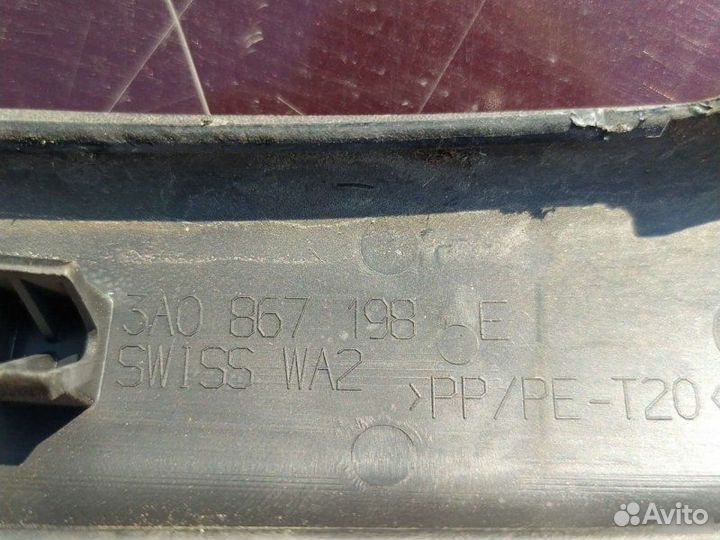 3A0 867 198 E
SWISS WA2
>PP/PE-T20<
Avito